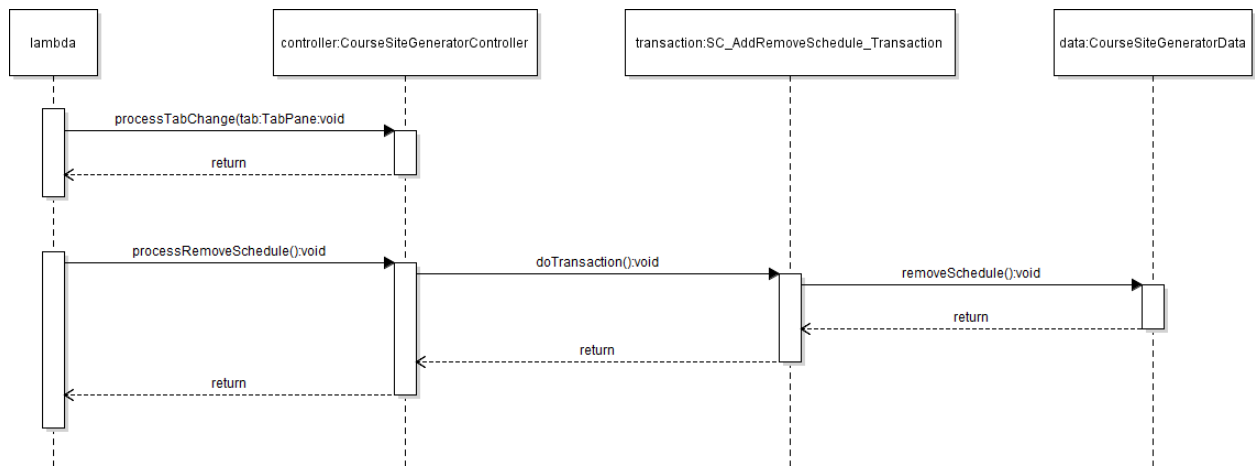 lambda
controller:CourseSiteGeneratorController
transaction:SC_AddRemoveSchedule_Transaction
data:CourseSiteGeneratorData
processTabChange(tab:TabPane:void
return
processRemoveSchedule():void
doTransaction():void
removeSchedule():void
return
return
return